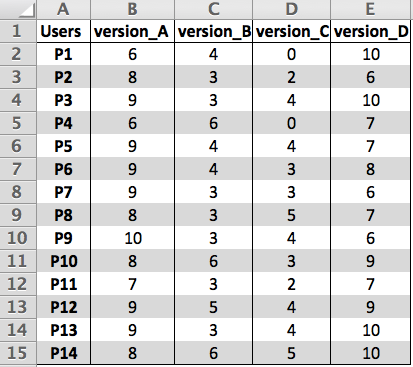 A B C D E
1 Users version_A version_B version_C version_D
2 P1 6 4 0 10
3 P2 8 3 2 6
4 P3 9 3 4 10
5 P4 6 6 0 7
6 P5 9 4 4 7
7 P6 9 4 3 8
8 P7 9 3 3 6
9 P8 8 3 5 7
10 P9 10 3 4 6
11 P10 8 6 3 9
12 P11 7 3 2 7
13 P12 9 5 4 9
14 P13 9 3 4 10
15 P14 8 6 5 10